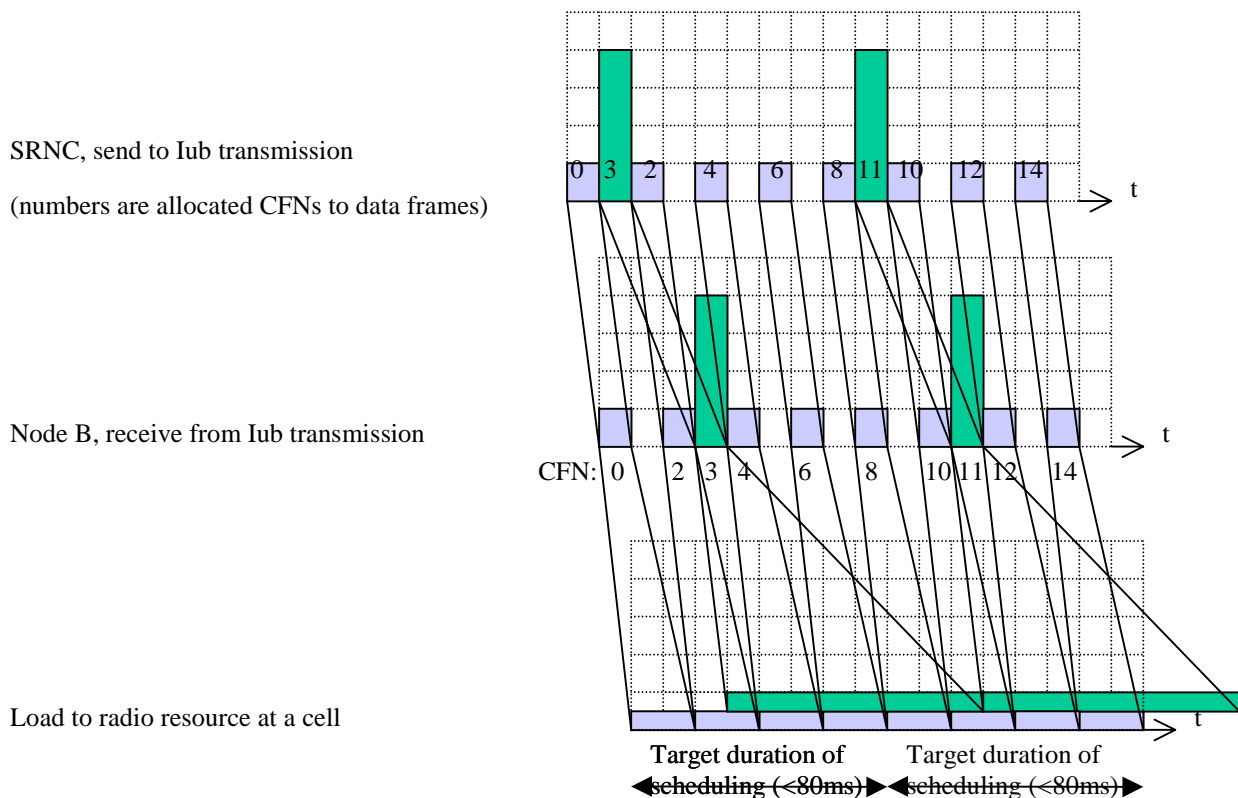 SRNC, send to Iub transmission
(numbers are allocated CFNs to data frames)
0 3 2 4 6 8 11 10 12 14
t
Node B, receive from Iub transmission
t
CFN: 0 2 3 4 6 8 10 11 12 14
Load to radio resource at a cell
t
Target duration of
scheduling (<80ms)
Target duration of
scheduling (<80ms)